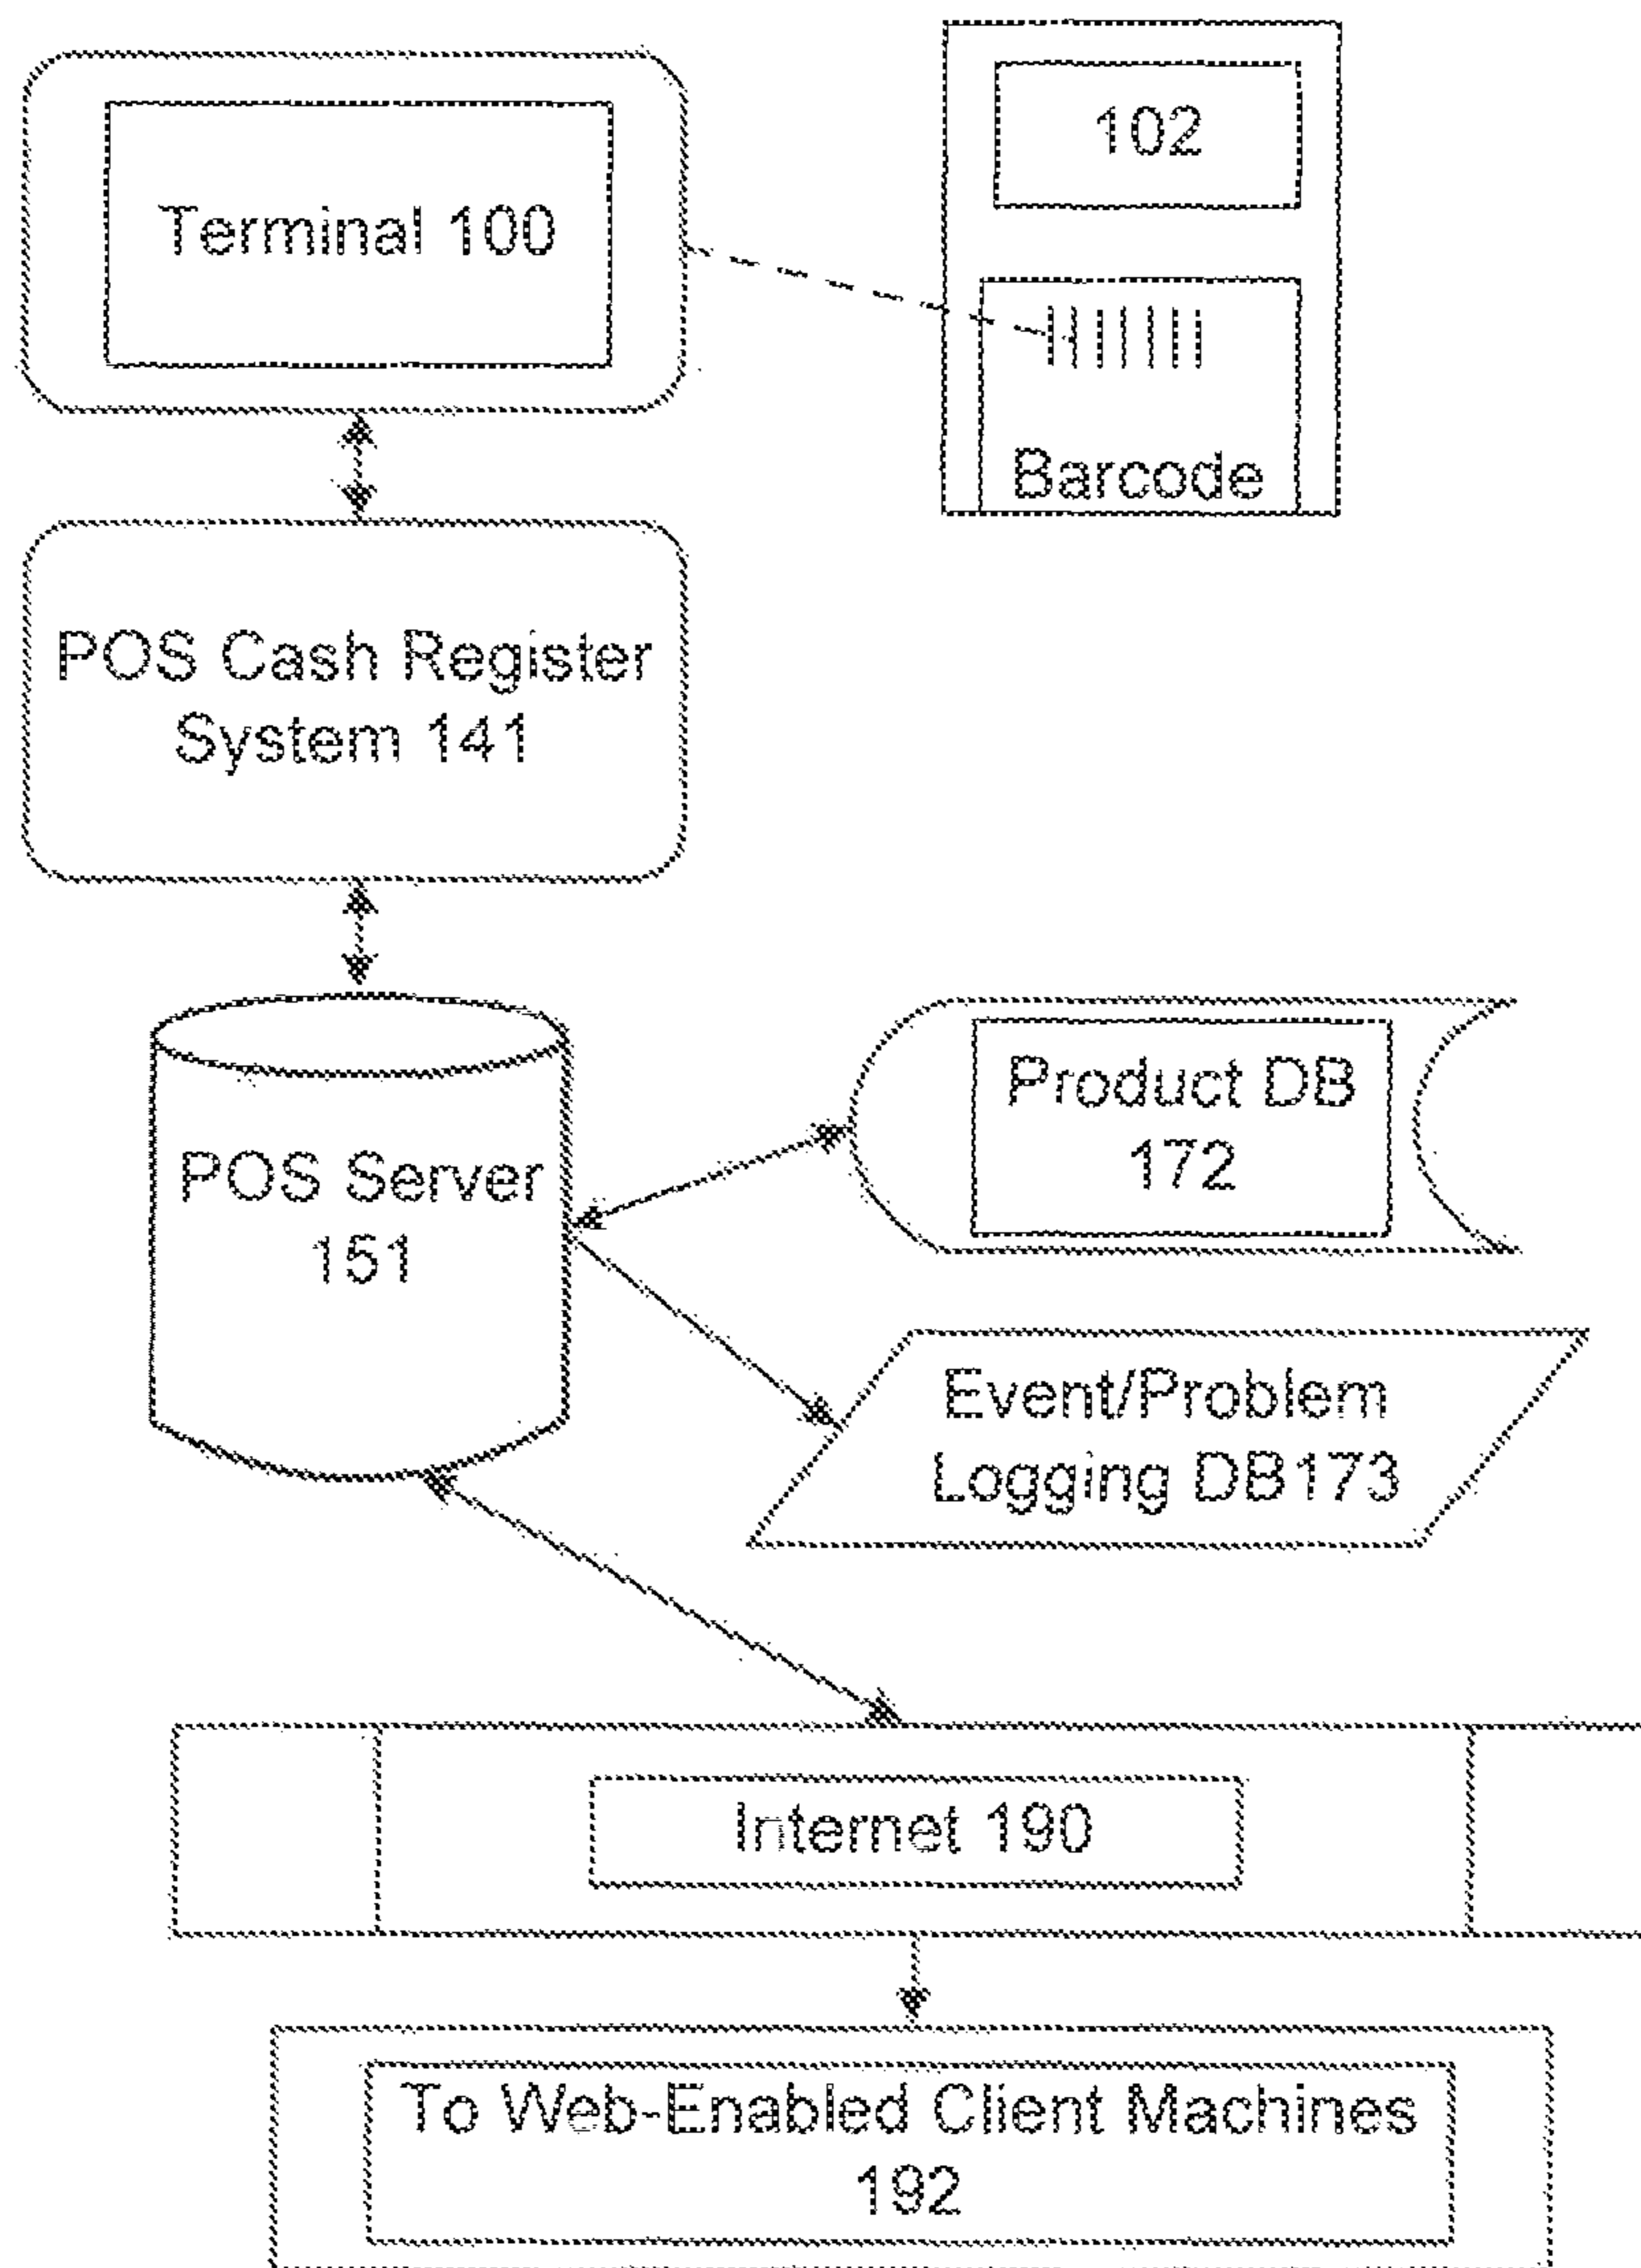 Terminal 100
102
Barcode
POS Cash Register
System 141
POS Server
151
Product DB
172
Event/Problem
Logging DB173
Internet 190
To Web-Enabled Client Machines
192